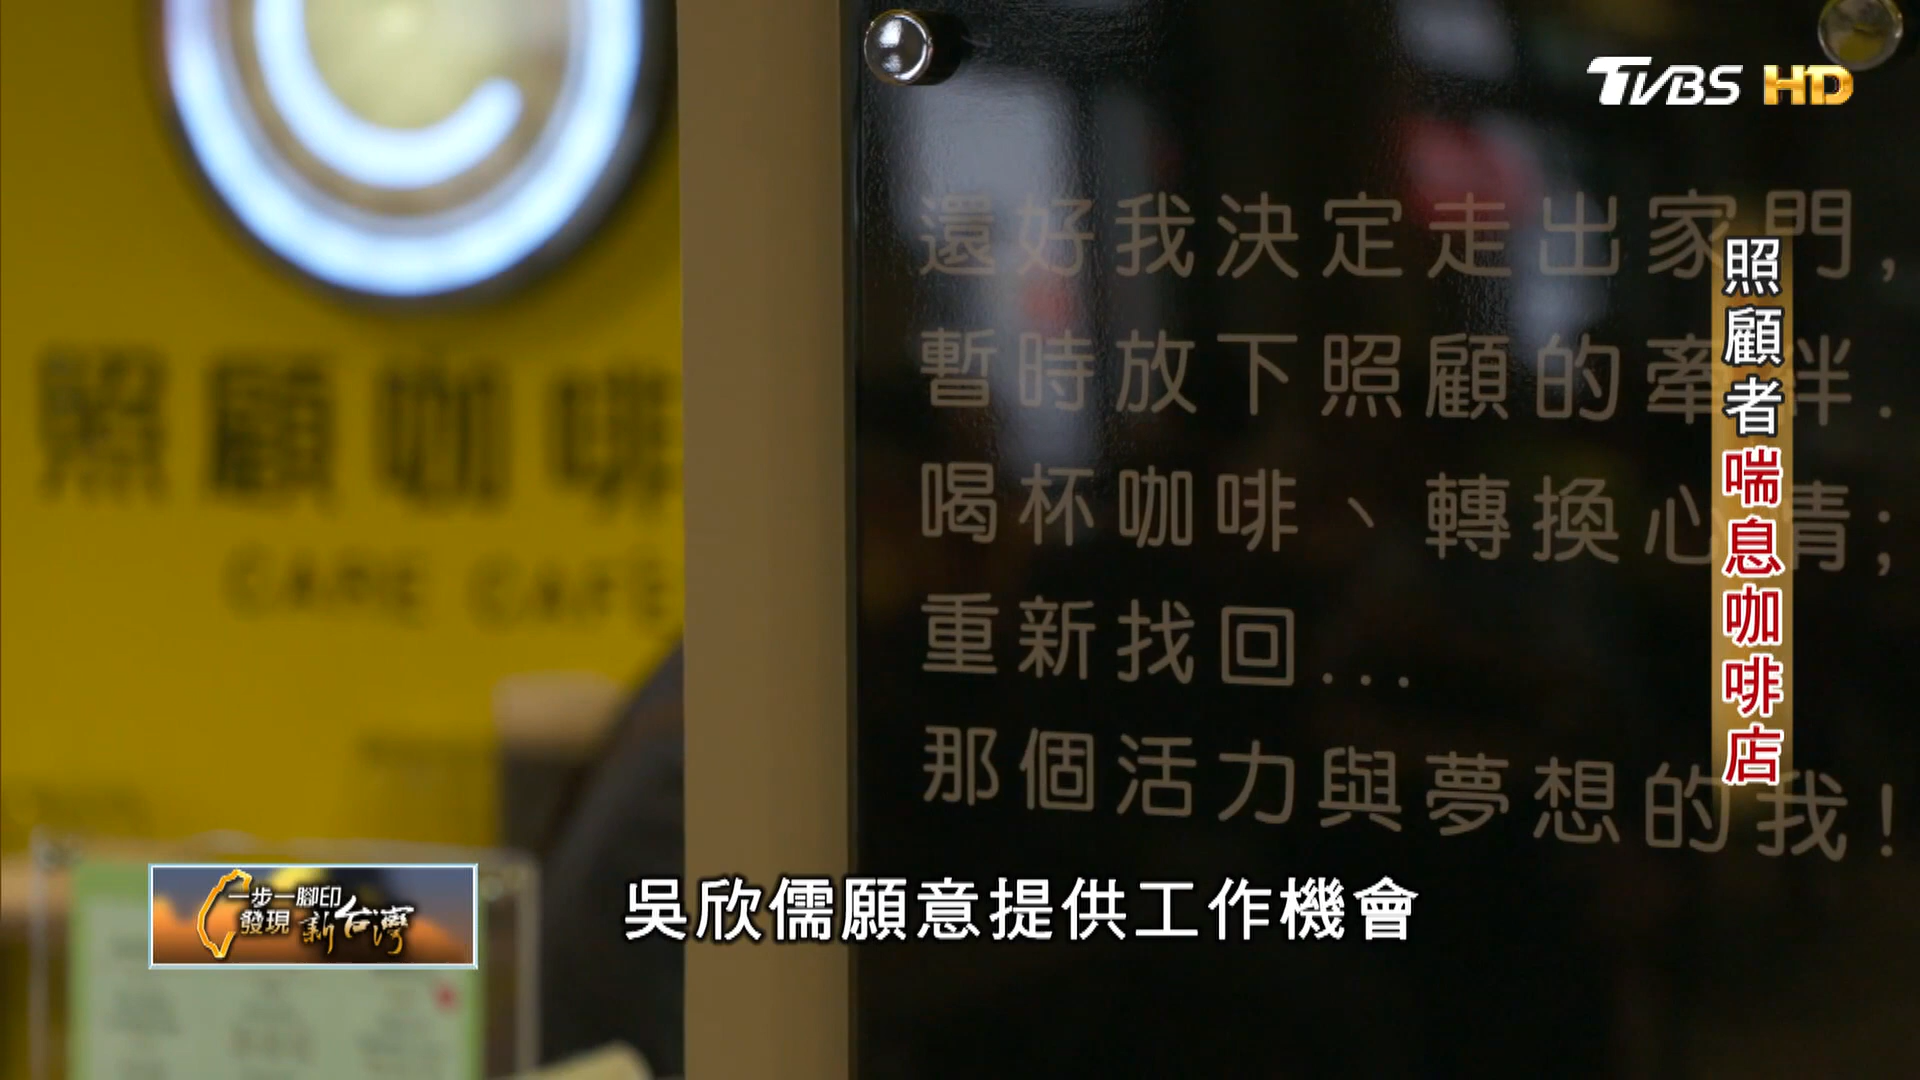 TVBS HD
照顧咖啡
CARE CAFÉ
還好我決定走出家門,
暫時放下照顧的牽絆.
喝杯咖啡、轉換心情;
重新找回...
那個活力與夢想的我!
照顧者喘息咖啡店
一步一腳印
發現新台灣
吳欣儒願意提供工作機會